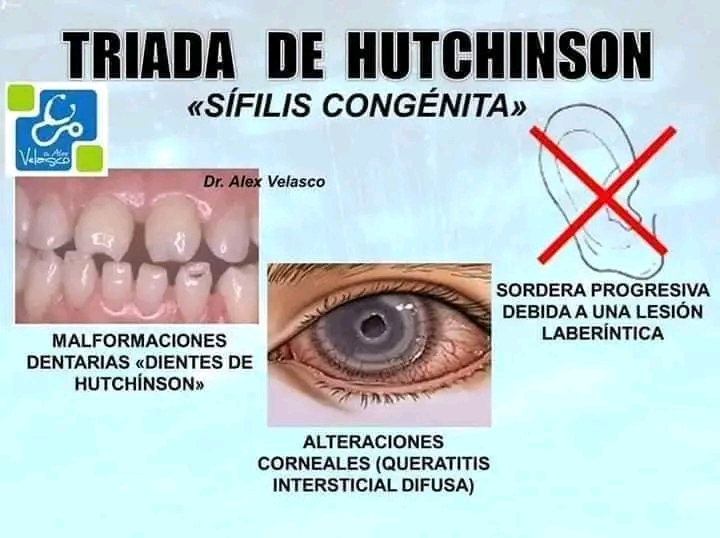 TRIADA DE HUTCHINSON
«SÍFILIS CONGÉNITA»
Dr. Alex
Velasco
Dr. Alex Velasco
MALFORMACIONES
DENTARIAS «DIENTES DE
HUTCHÍNSON»
ALTERACIONES
CORNEALES (QUERATITIS
INTERSTICIAL DIFUSA)
SORDERA PROGRESIVA
DEBIDA A UNA LESIÓN
LABERÍNTICA